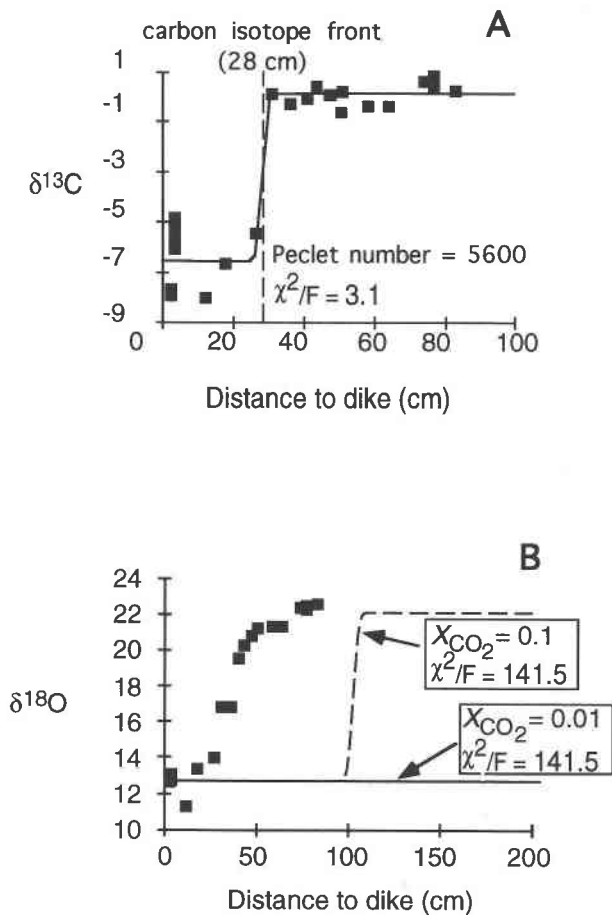 A
carbon isotope front
(28 cm)
1
-1
-3
-5
-7
-9
δ13C
Peclet number = 5600
χ2/F = 3.1
0
20
40
60
80
100
Distance to dike (cm)
B
24
22
20
18
16
14
12
10
δ18O
XCO2 = 0.1
χ2/F = 141.5
XCO2 = 0.01
χ2/F = 141.5
0
50
100
150
200
Distance to dike (cm)